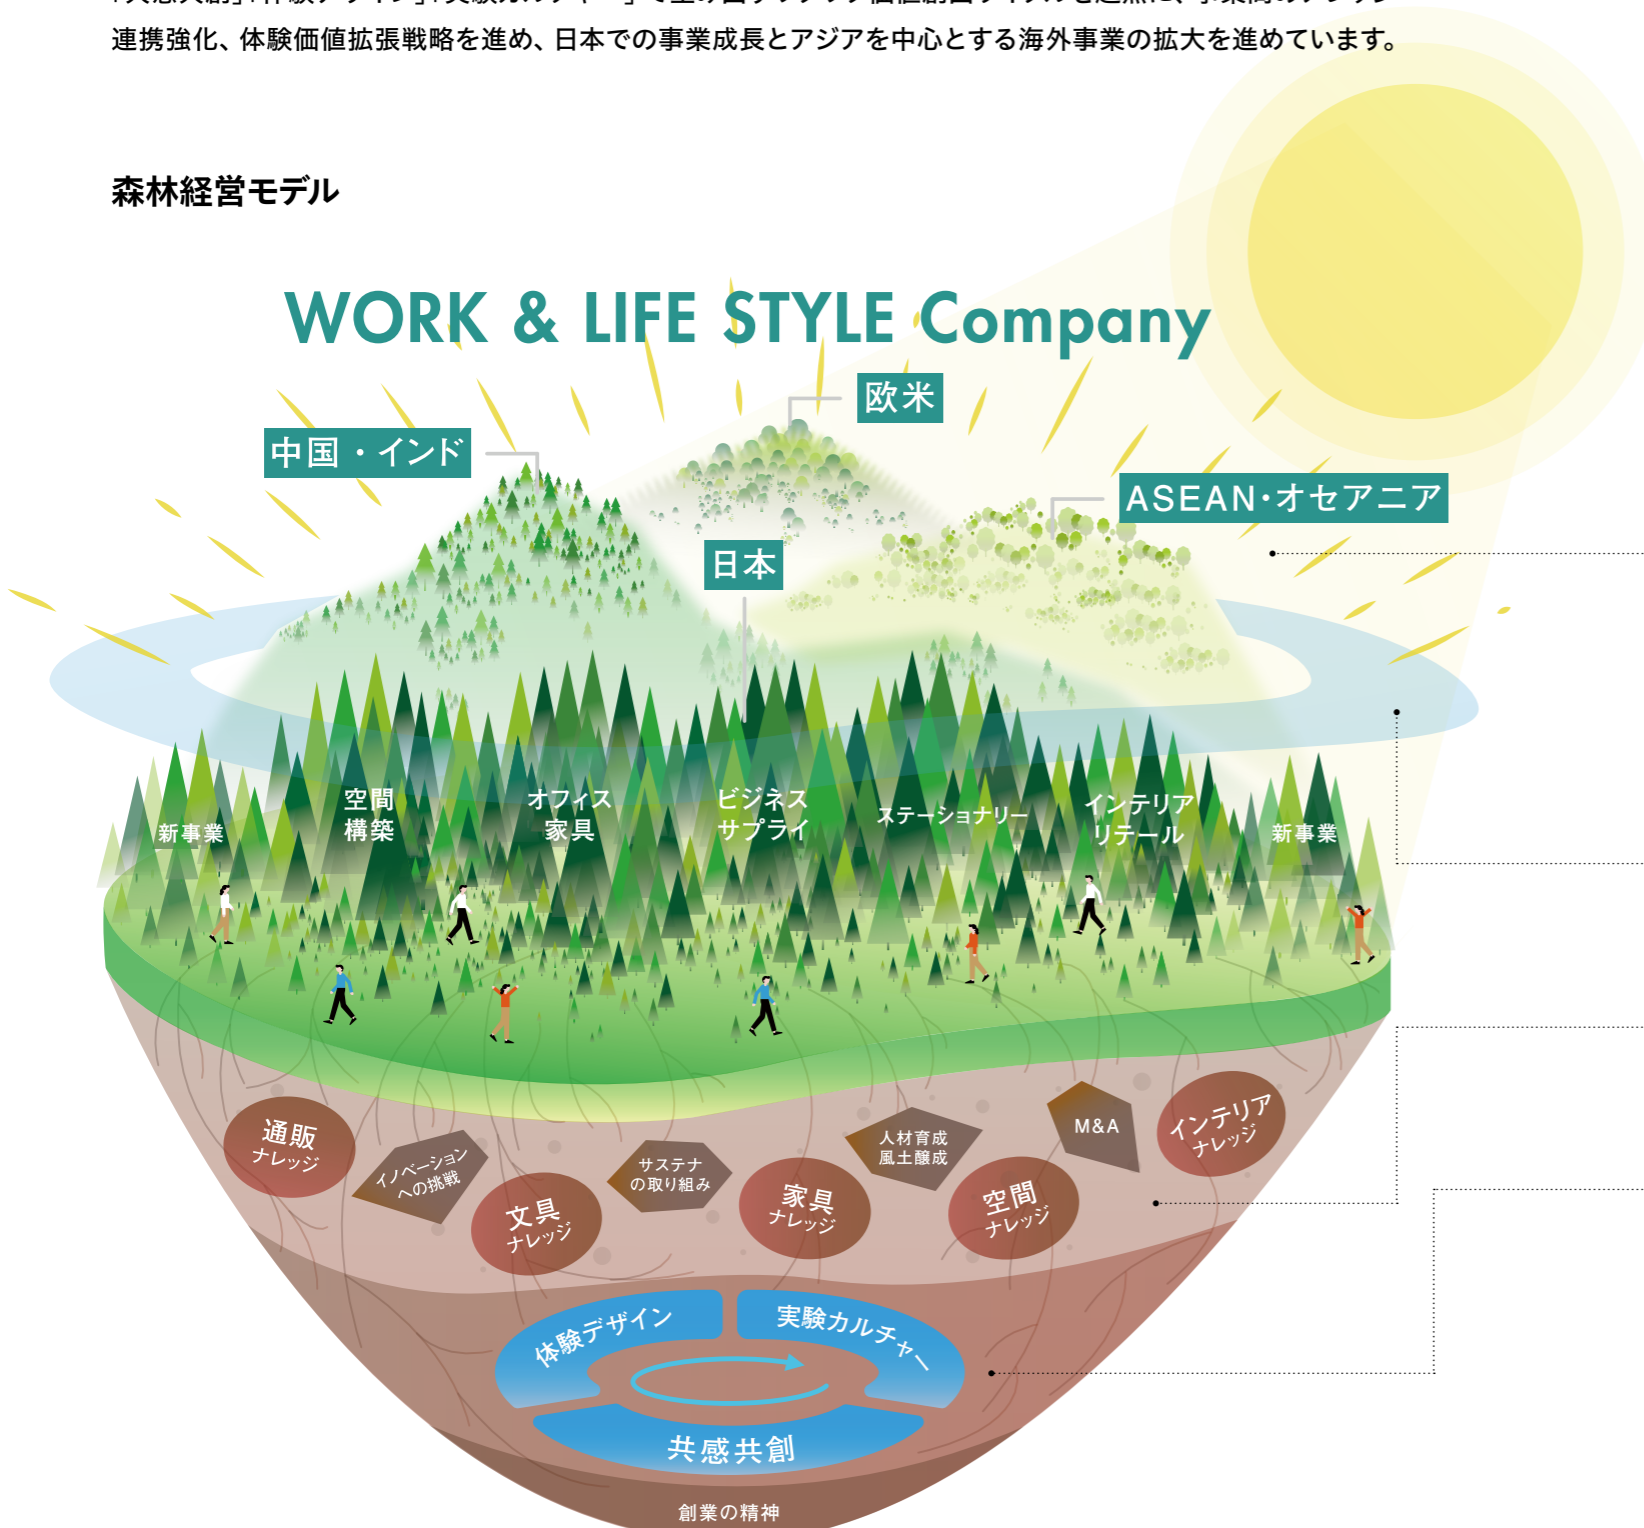 連携強化、体験価値拡張戦略を進め、日本での事業成長とアジアを中心とする海外事業の拡大を進めています。
森林経営モデル
WORK & LIFE STYLE Company
欧米
中国・インド
ASEAN・オセアニア
日本
新事業
空間
構築
オフィス
家具
ビジネス
サプライ
ステーショナリー
インテリア
リテール
新事業
通販
ナレッジ
イノベーション
への挑戦
文具
ナレッジ
サステナ
の取り組み
家具
ナレッジ
人材育成
風土醸成
空間
ナレッジ
M&A
インテリア
ナレッジ
体験デザイン
実験カルチャー
共感共創
創業の精神